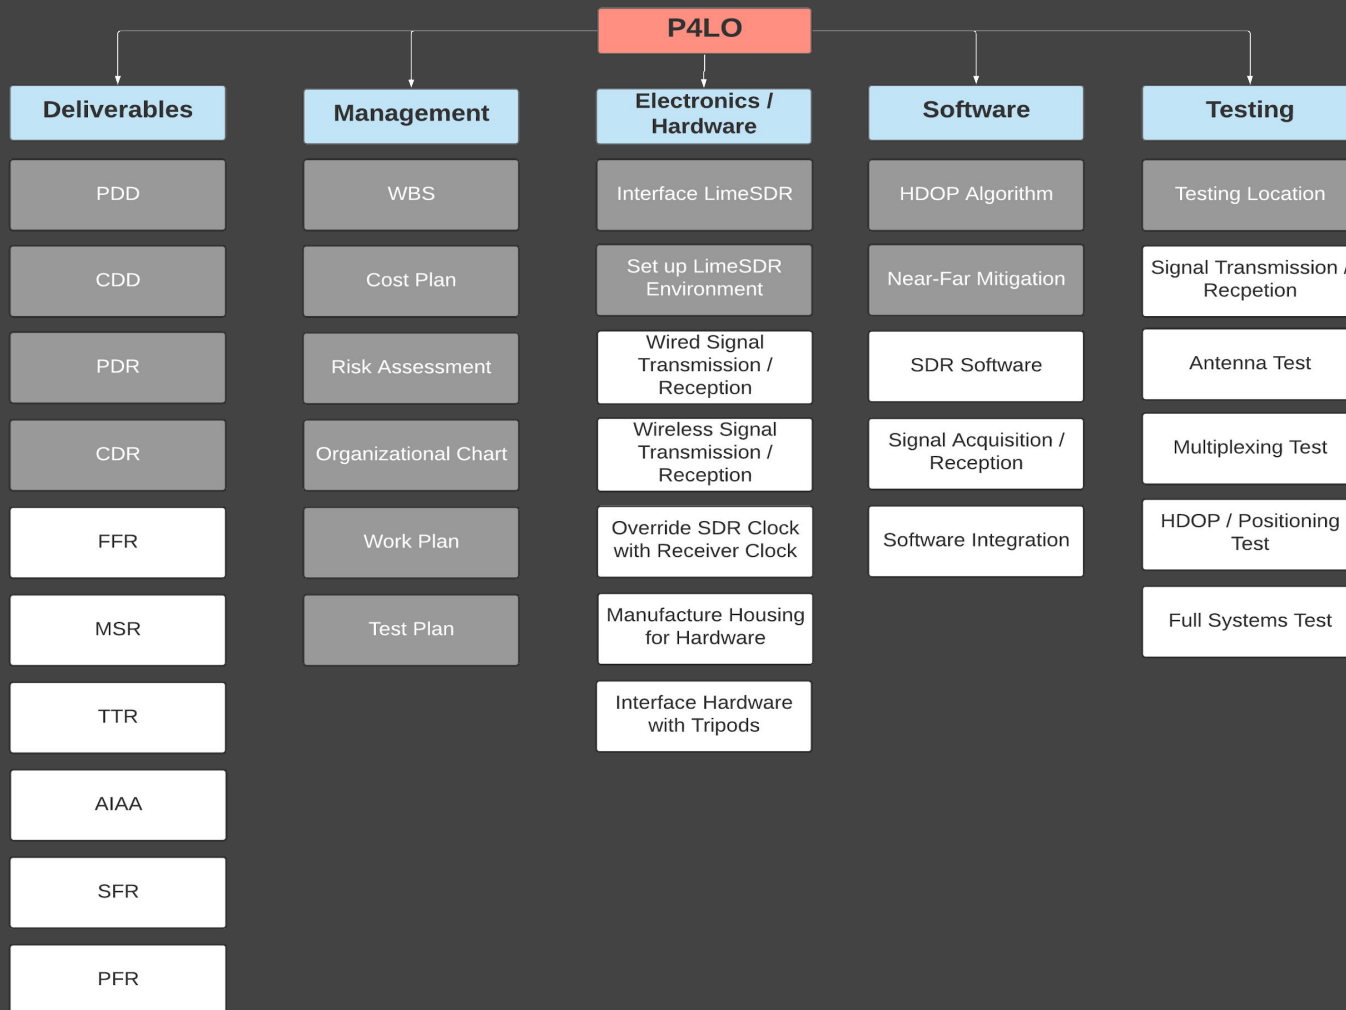 P4LO
Deliverables
PDD
CDD
PDR
CDR
FFR
MSR
TTR
AIAA
SFR
PFR
Management
WBS
Cost Plan
Risk Assessment
Organizational Chart
Work Plan
Test Plan
Electronics /
Hardware
Interface LimeSDR
Set up LimeSDR
Environment
Wired Signal
Transmission /
Reception
Wireless Signal
Transmission /
Reception
Override SDR Clock
with Receiver Clock
Manufacture Housing
for Hardware
Interface Hardware
with Tripods
Software
HDOP Algorithm
Near-Far Mitigation
SDR Software
Signal Acquisition /
Reception
Software Integration
Testing
Testing Location
Signal Transmission /
Recpetion
Antenna Test
Multiplexing Test
HDOP / Positioning
Test
Full Systems Test